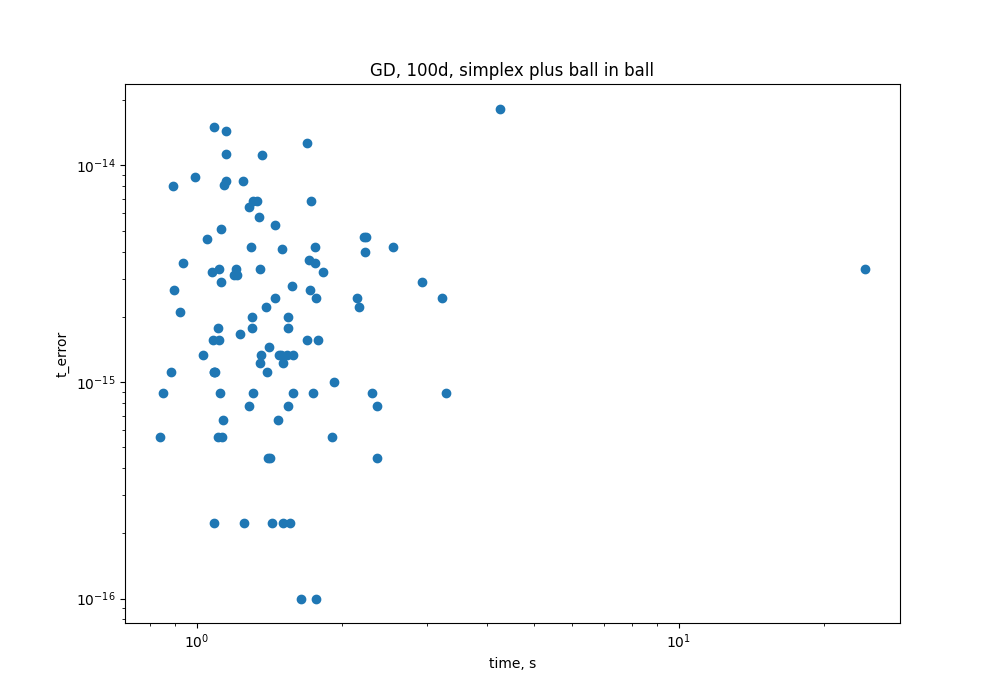 GD, 100d, simplex plus ball in ball
t_error
10⁻¹⁴
10⁻¹⁵
10⁻¹⁶
10⁰
10¹
time, s